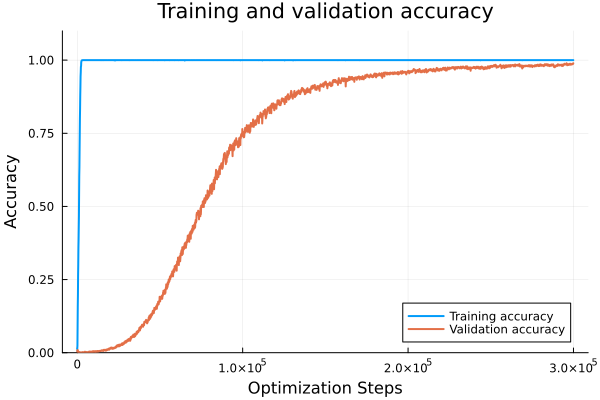 Training and validation accuracy
Accuracy
1.00
0.75
0.50
0.25
0.00
0
1.0×10⁵
2.0×10⁵
3.0×10⁵
Optimization Steps
Training accuracy
Validation accuracy